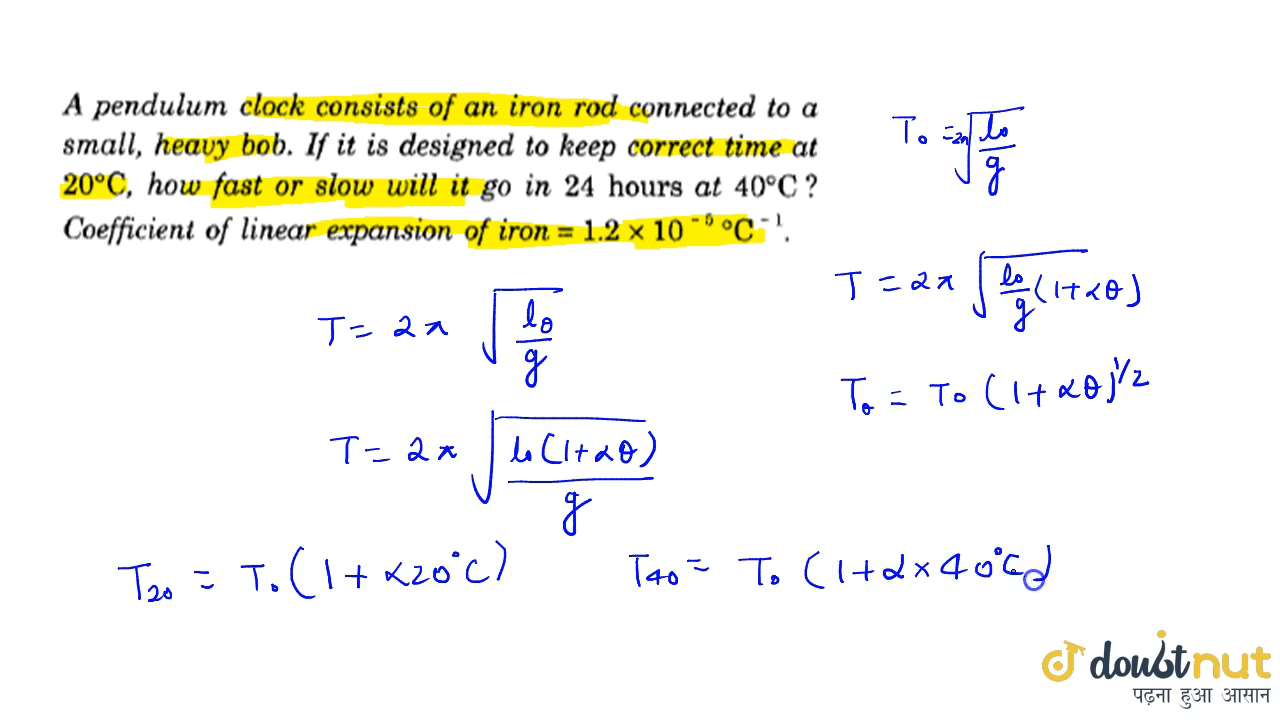 A pendulum clock consists of an iron rod connected to a
small, heavy bob. If it is designed to keep correct time at
20°C, how fast or slow will it go in 24 hours at 40°C ?
Coefficient of linear expansion of iron = 1.2 × 10⁻⁵ °C⁻¹.
T₀ = 2π √(l₀/g)
T = 2π √(l₀/g (1+αθ))
T_θ = T₀ (1+αθ)^1/2
T = 2π √(l_θ/g)
T = 2π √(l₀(1+αθ)/g)
T₂₀ = T₀ (1+α20°C)
T₄₀ = T₀ (1+α×40°C)
doubtnut
पढ़ना हुआ आसान